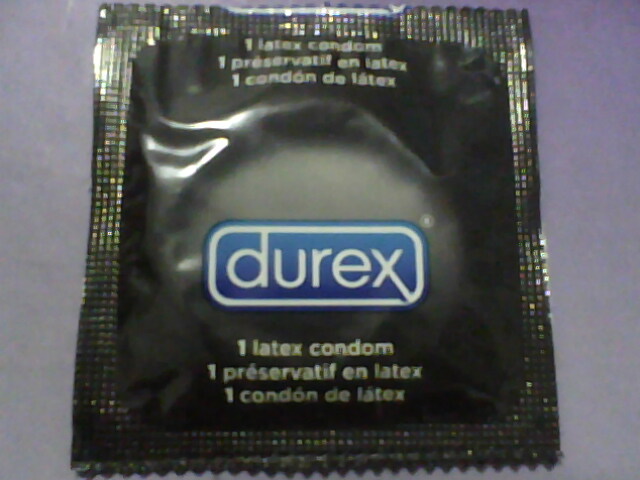 1 latex condom
1 préservatif en latex
1 condón de látex
durex®
1 latex condom
1 préservatif en latex
1 condón de látex